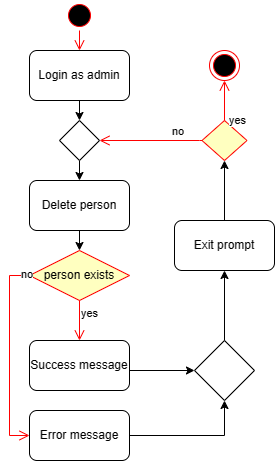 Login as admin
yes
no
Delete person
Exit prompt
no
person exists
yes
Success message
Error message